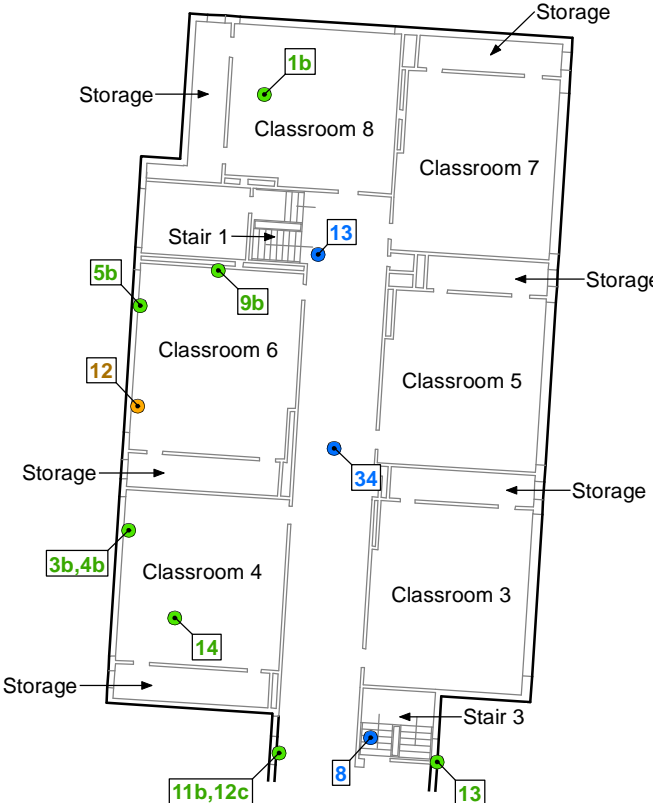 Storage
1b
Storage
Classroom 8
Classroom 7
Stair 1
13
5b
9b
Storage
Classroom 6
12
Classroom 5
Storage
34
Storage
3b,4b
Classroom 4
Classroom 3
14
Storage
Stair 3
11b,12c
8
13